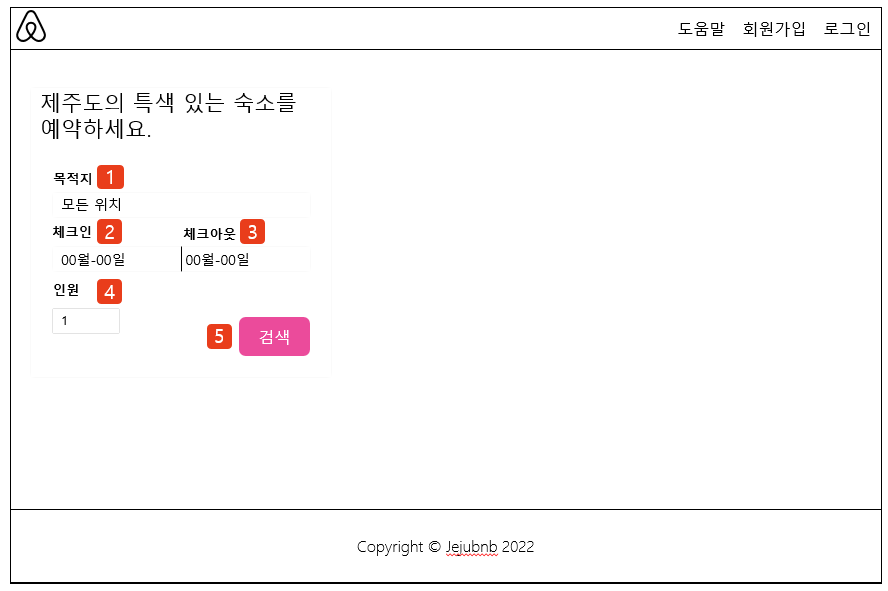 도움말 회원가입 로그인
제주도의 특색 있는 숙소를
예약하세요.
목적지 1
모든 위치
체크인 2 체크아웃 3
00월-00일 00월-00일
인원 4
1
5 검색
Copyright © Jejubnb 2022